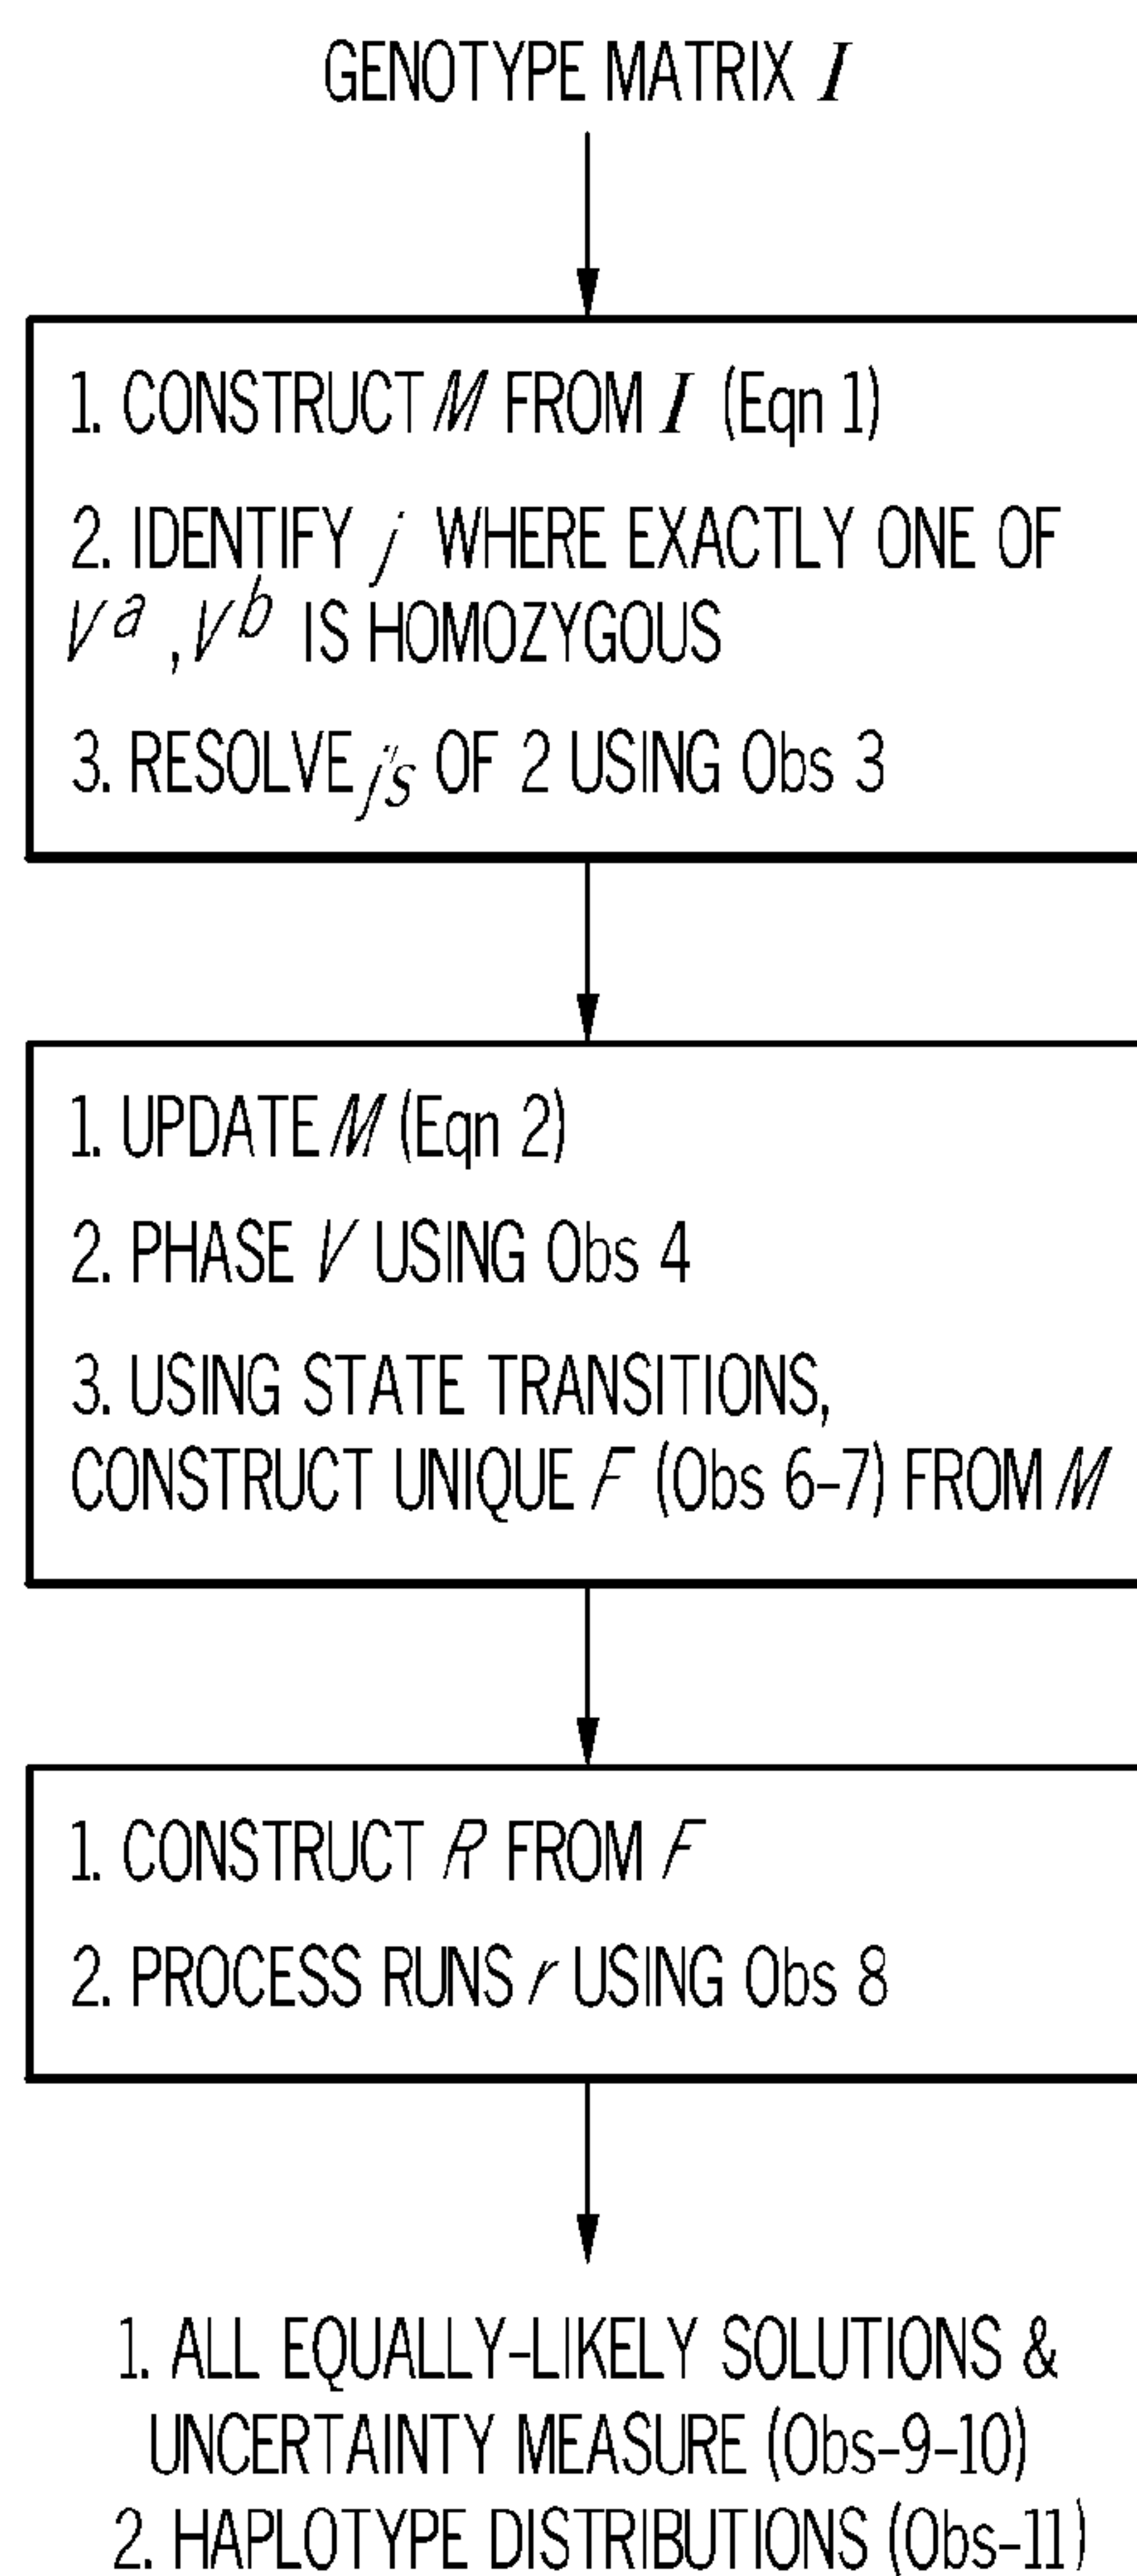 GENOTYPE MATRIX I
1. CONSTRUCT M FROM I (Eqn 1)
2. IDENTIFY j WHERE EXACTLY ONE OF
V^a, V^b IS HOMOZYGOUS
3. RESOLVE j's OF 2 USING Obs 3
1. UPDATE M (Eqn 2)
2. PHASE V USING Obs 4
3. USING STATE TRANSITIONS,
CONSTRUCT UNIQUE F (Obs 6-7) FROM M
1. CONSTRUCT R FROM F
2. PROCESS RUNS r USING Obs 8
1. ALL EQUALLY-LIKELY SOLUTIONS &
UNCERTAINTY MEASURE (Obs-9-10)
2. HAPLOTYPE DISTRIBUTIONS (Obs-11)